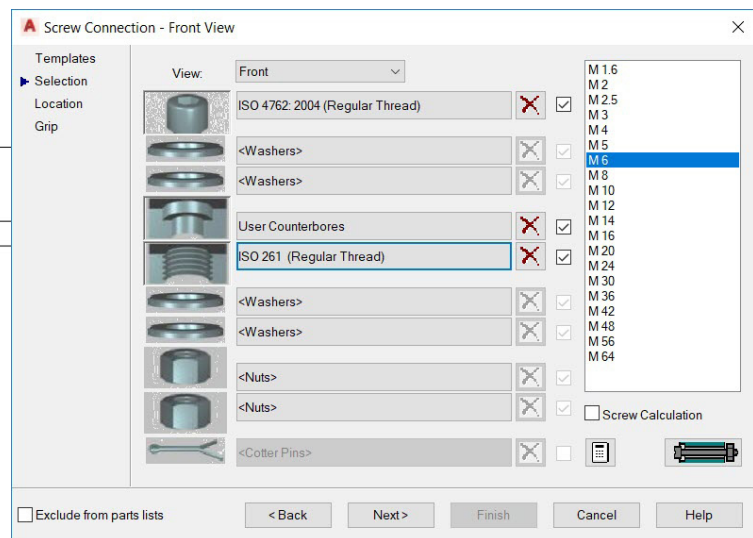 Screw Connection - Front View
Templates
Selection
Location
Grip
View:
Front
ISO 4762: 2004 (Regular Thread)
<Washers>
<Washers>
User Counterbores
ISO 261 (Regular Thread)
<Washers>
<Washers>
<Nuts>
<Nuts>
<Cotter Pins>
M 1.6
M 2
M 2.5
M 3
M 4
M 5
M 6
M 8
M 10
M 12
M 14
M 16
M 20
M 24
M 30
M 36
M 42
M 48
M 56
M 64
Screw Calculation
Exclude from parts lists
< Back
Next >
Finish
Cancel
Help